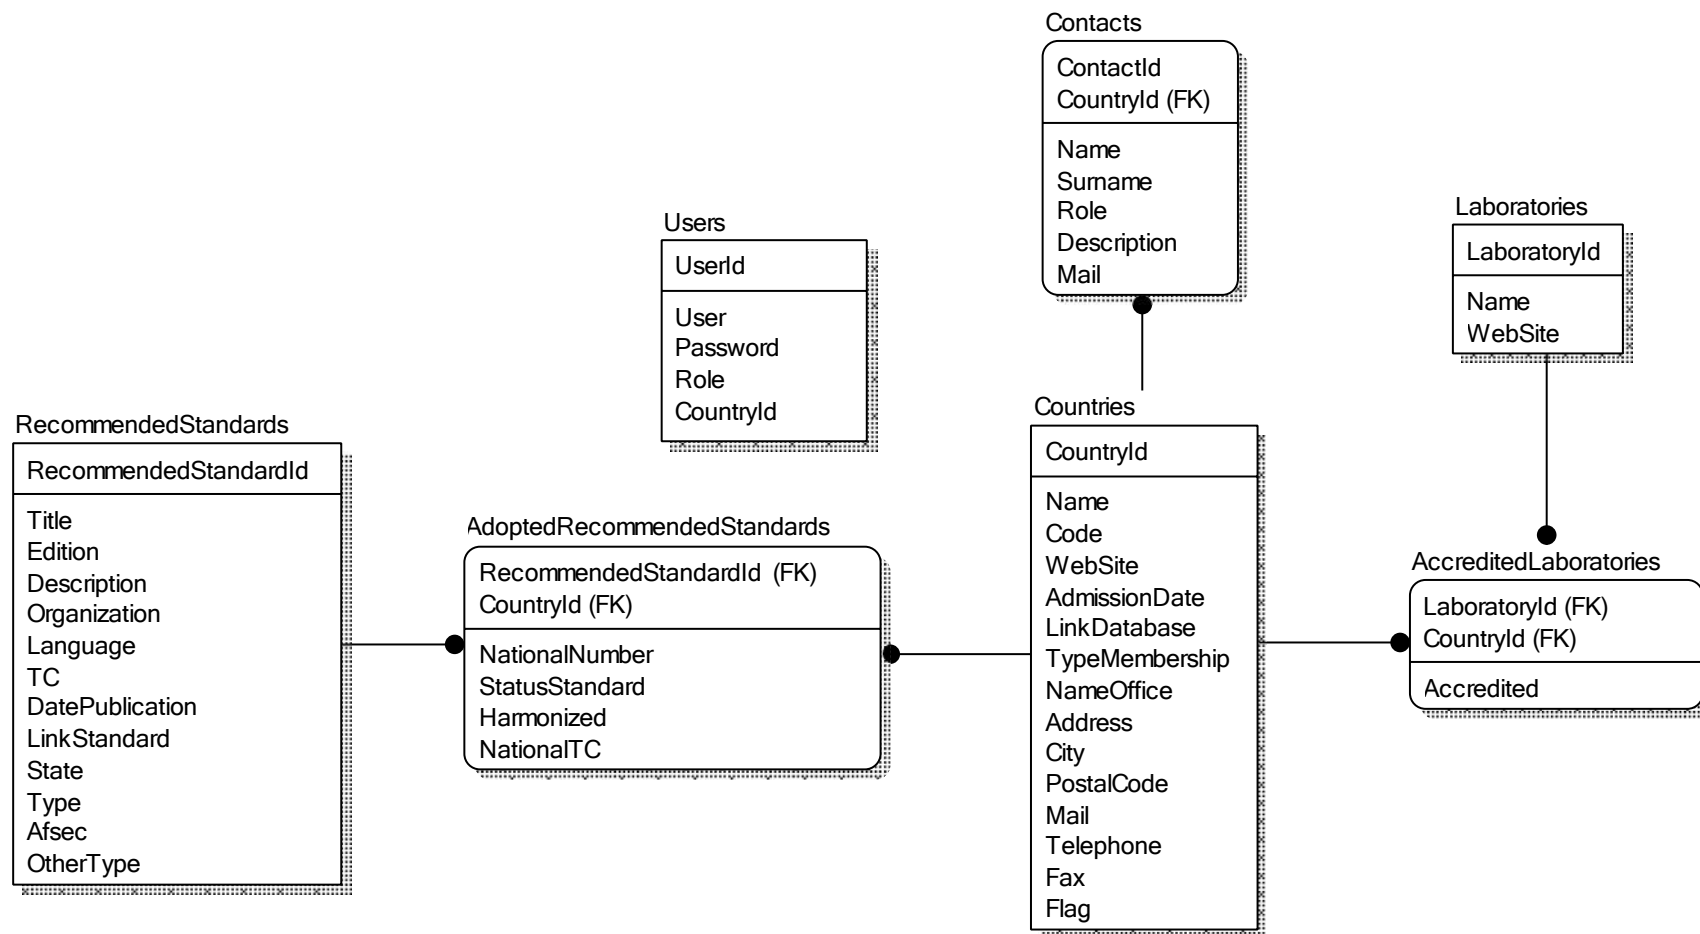 Contacts
ContactId
CountryId (FK)
Name
Surname
Role
Description
Mail
Laboratories
LaboratoryId
Name
WebSite
Users
UserId
User
Password
Role
CountryId
Countries
CountryId
Name
Code
WebSite
AdmissionDate
LinkDatabase
TypeMembership
NameOffice
Address
City
PostalCode
Mail
Telephone
Fax
Flag
RecommendedStandards
RecommendedStandardId
Title
Edition
Description
Organization
Language
TC
DatePublication
LinkStandard
State
Type
Afsec
OtherType
AdoptedRecommendedStandards
RecommendedStandardId (FK)
CountryId (FK)
NationalNumber
StatusStandard
Harmonized
NationalTC
AccreditedLaboratories
LaboratoryId (FK)
CountryId (FK)
Accredited